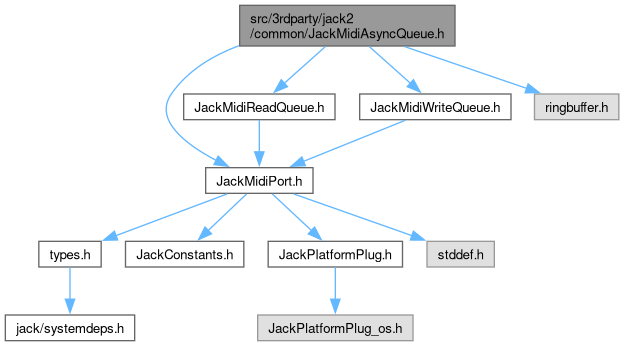 src/3rdparty/jack2
/common/JackMidiAsyncQueue.h
JackMidiReadQueue.h
JackMidiWriteQueue.h
ringbuffer.h
JackMidiPort.h
types.h
JackConstants.h
JackPlatformPlug.h
stddef.h
jack/systemdeps.h
JackPlatformPlug_os.h